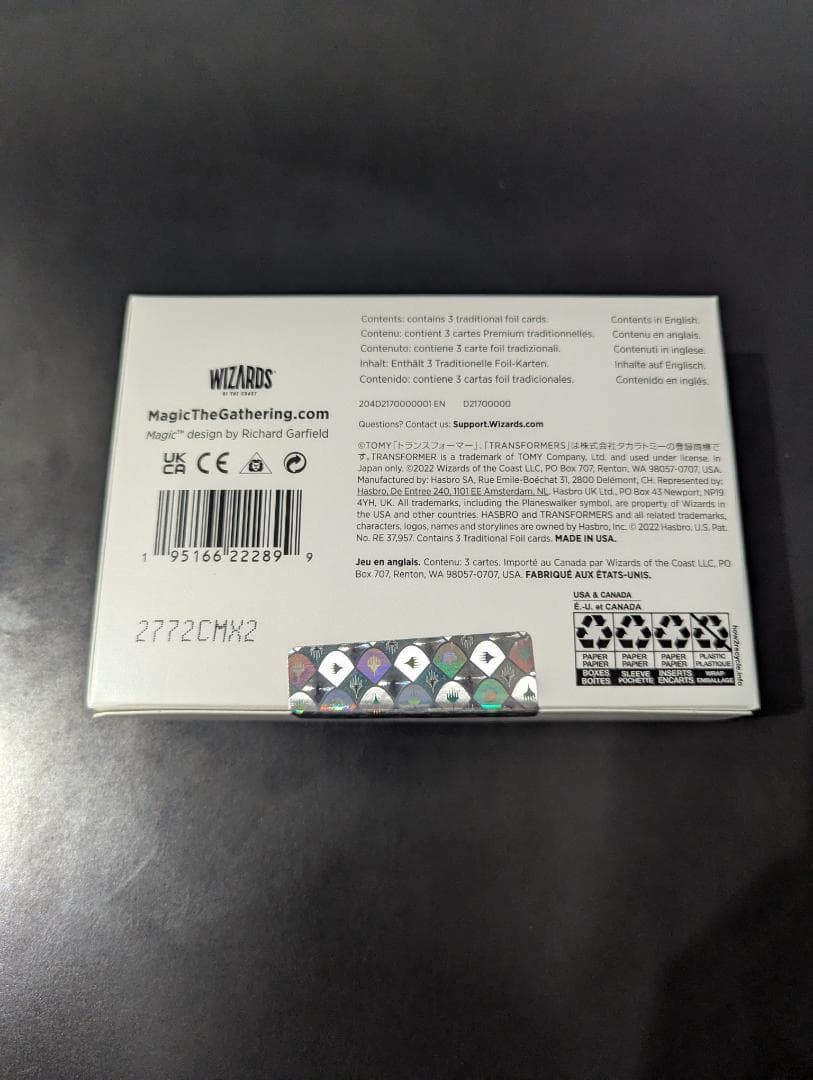 WIZARDS
OF THE COAST
MagicTheGathering.com
Magic™ design by Richard Garfield
UK
CA CE
1 95166 22289 9
2772CMX2
Contents: contains 3 traditional foil cards.
Contenu: contient 3 cartes Premium traditionnelles.
Contenuto: contiene 3 carte foil tradizionali.
Inhalt: Enthält 3 Traditionelle Foil-Karten.
Contenido: contiene 3 cartas foil tradicionales.
Contents in English.
Contenu en anglais.
Contenuti in inglese.
Inhalte auf Englisch.
Contenido en inglés.
204D2170000001 EN D21700000
Questions? Contact us: Support.Wizards.com
©TOMY「トランスフォーマー」、「TRANSFORMERS」は株式会社タカラトミーの登録商標で
す。TRANSFORMER is a trademark of TOMY Company, Ltd. and used under license. in
Japan only. ©2022 Wizards of the Coast LLC, PO Box 707, Renton, WA 98057-0707, USA.
Manufactured by: Hasbro SA, Rue Emile-Boéchat 31, 2800 Delémont, CH. Represented by:
Hasbro, De Entree 240, 1101 EE Amsterdam, NL. Hasbro UK Ltd., PO Box 43 Newport, NP19
4YH, UK. All trademarks, including the Planeswalker symbol, are property of Wizards in
the USA and other countries. HASBRO and TRANSFORMERS and all related trademarks,
characters, logos, names and storylines are owned by Hasbro, Inc. © 2022 Hasbro. U.S. Pat.
No. RE 37,957. Contains 3 Traditional Foil cards. MADE IN USA.
Jeu en anglais. Contenu: 3 cartes. Importé au Canada par Wizards of the Coast LLC, PO
Box 707, Renton, WA 98057-0707, USA. FABRIQUÉ AUX ÉTATS-UNIS.
USA & CANADA
É.-U. et CANADA
PAPER PAPER PAPER PLASTIC
PAPIER PAPIER PAPIER PLASTIQUE
BOXES SLEEVE INSERTS WRAP
BOÎTES POCHETTE ENCARTS EMBALLAGE
how2recycle.info